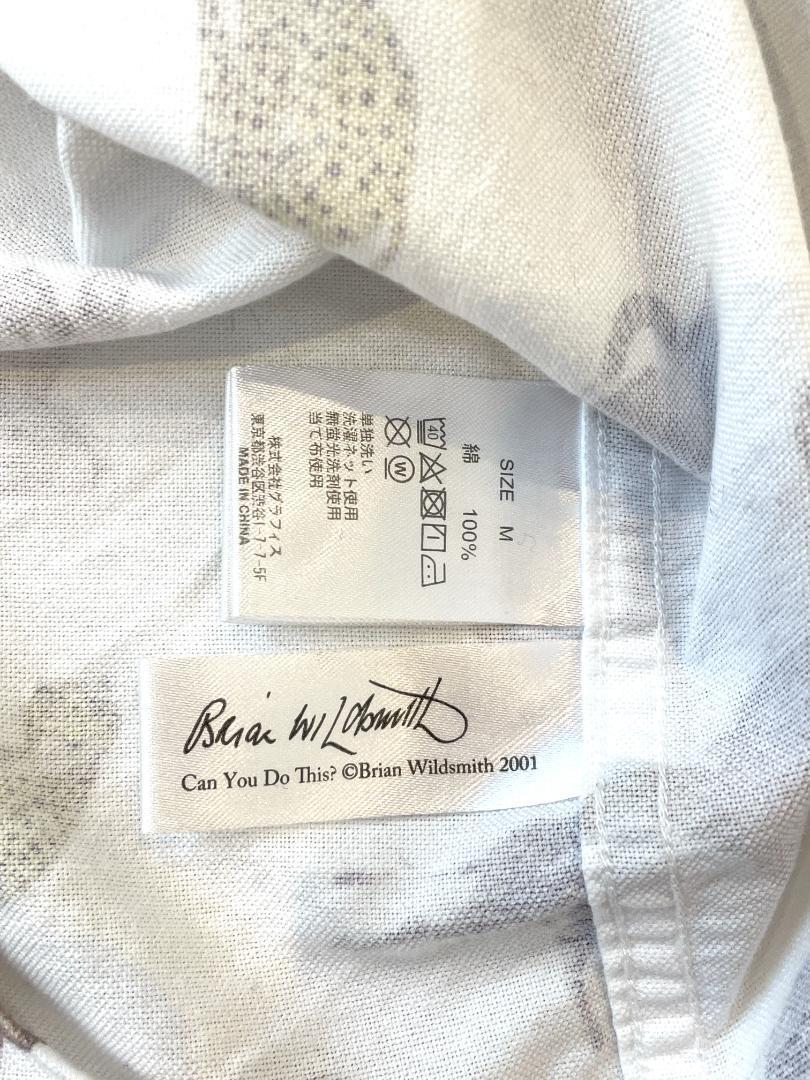 SIZE M
綿 100%
40
W
単独洗い
洗濯ネット使用
無蛍光洗剤使用
当て布使用
株式会社グラフィス
東京都渋谷区渋谷1-7-7-5F
MADE IN CHINA
Brian Wildsmith
Can You Do This? ©Brian Wildsmith 2001